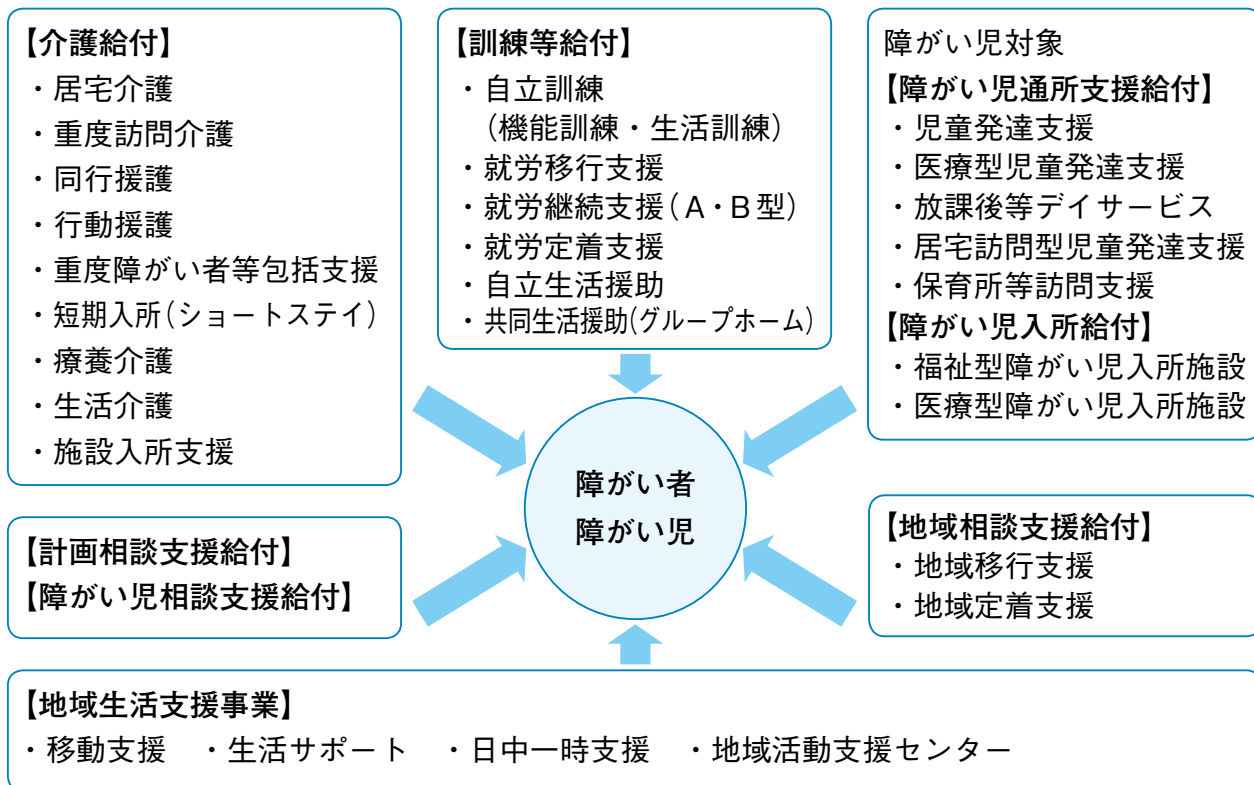 【介護給付】
・居宅介護
・重度訪問介護
・同行援護
・行動援護
・重度障がい者等包括支援
・短期入所(ショートステイ)
・療養介護
・生活介護
・施設入所支援
【訓練等給付】
・自立訓練
（機能訓練・生活訓練）
・就労移行支援
・就労継続支援(A・B型)
・就労定着支援
・自立生活援助
・共同生活援助(グループホーム)
障がい児対象
【障がい児通所支援給付】
・児童発達支援
・医療型児童発達支援
・放課後等デイサービス
・居宅訪問型児童発達支援
・保育所等訪問支援
【障がい児入所給付】
・福祉型障がい児入所施設
・医療型障がい児入所施設
障がい者
障がい児
【計画相談支援給付】
【障がい児相談支援給付】
【地域相談支援給付】
・地域移行支援
・地域定着支援
【地域生活支援事業】
・移動支援　・生活サポート　・日中一時支援　・地域活動支援センター